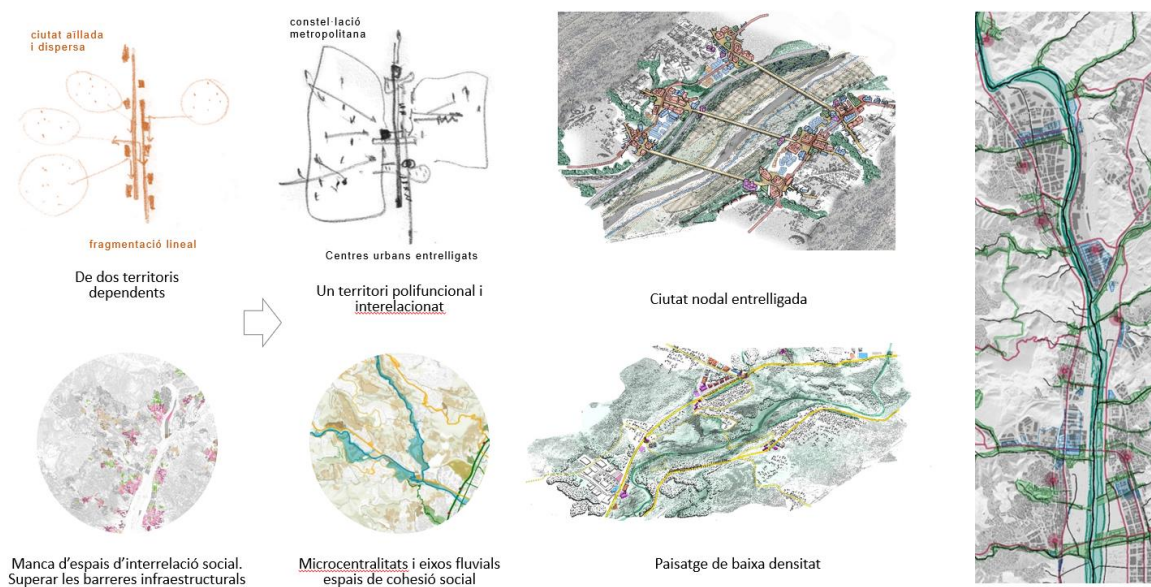 ciutat aïllada
i dispersa
fragmentació lineal
De dos territoris
dependents
constel·lació
metropolitana
Centres urbans entrelligats
Un territori polifuncional i
interelacionat
Ciutat nodal entrelligada
Manca d'espais d'interrelació social.
Superar les barreres infraestructurals
Microcentralitats i eixos fluvials
espais de cohesió social
Paisatge de baixa densitat